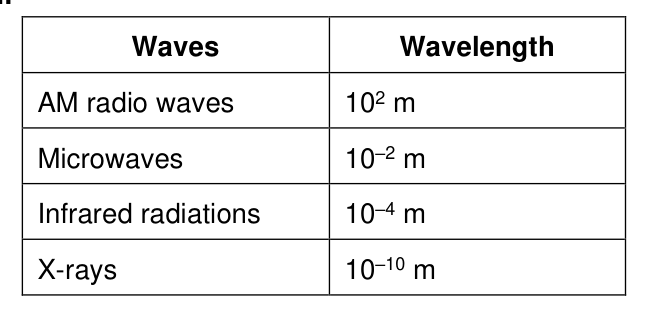 Waves Wavelength
AM radio waves 10² m
Microwaves 10⁻² m
Infrared radiations 10⁻⁴ m
X-rays 10⁻¹⁰ m